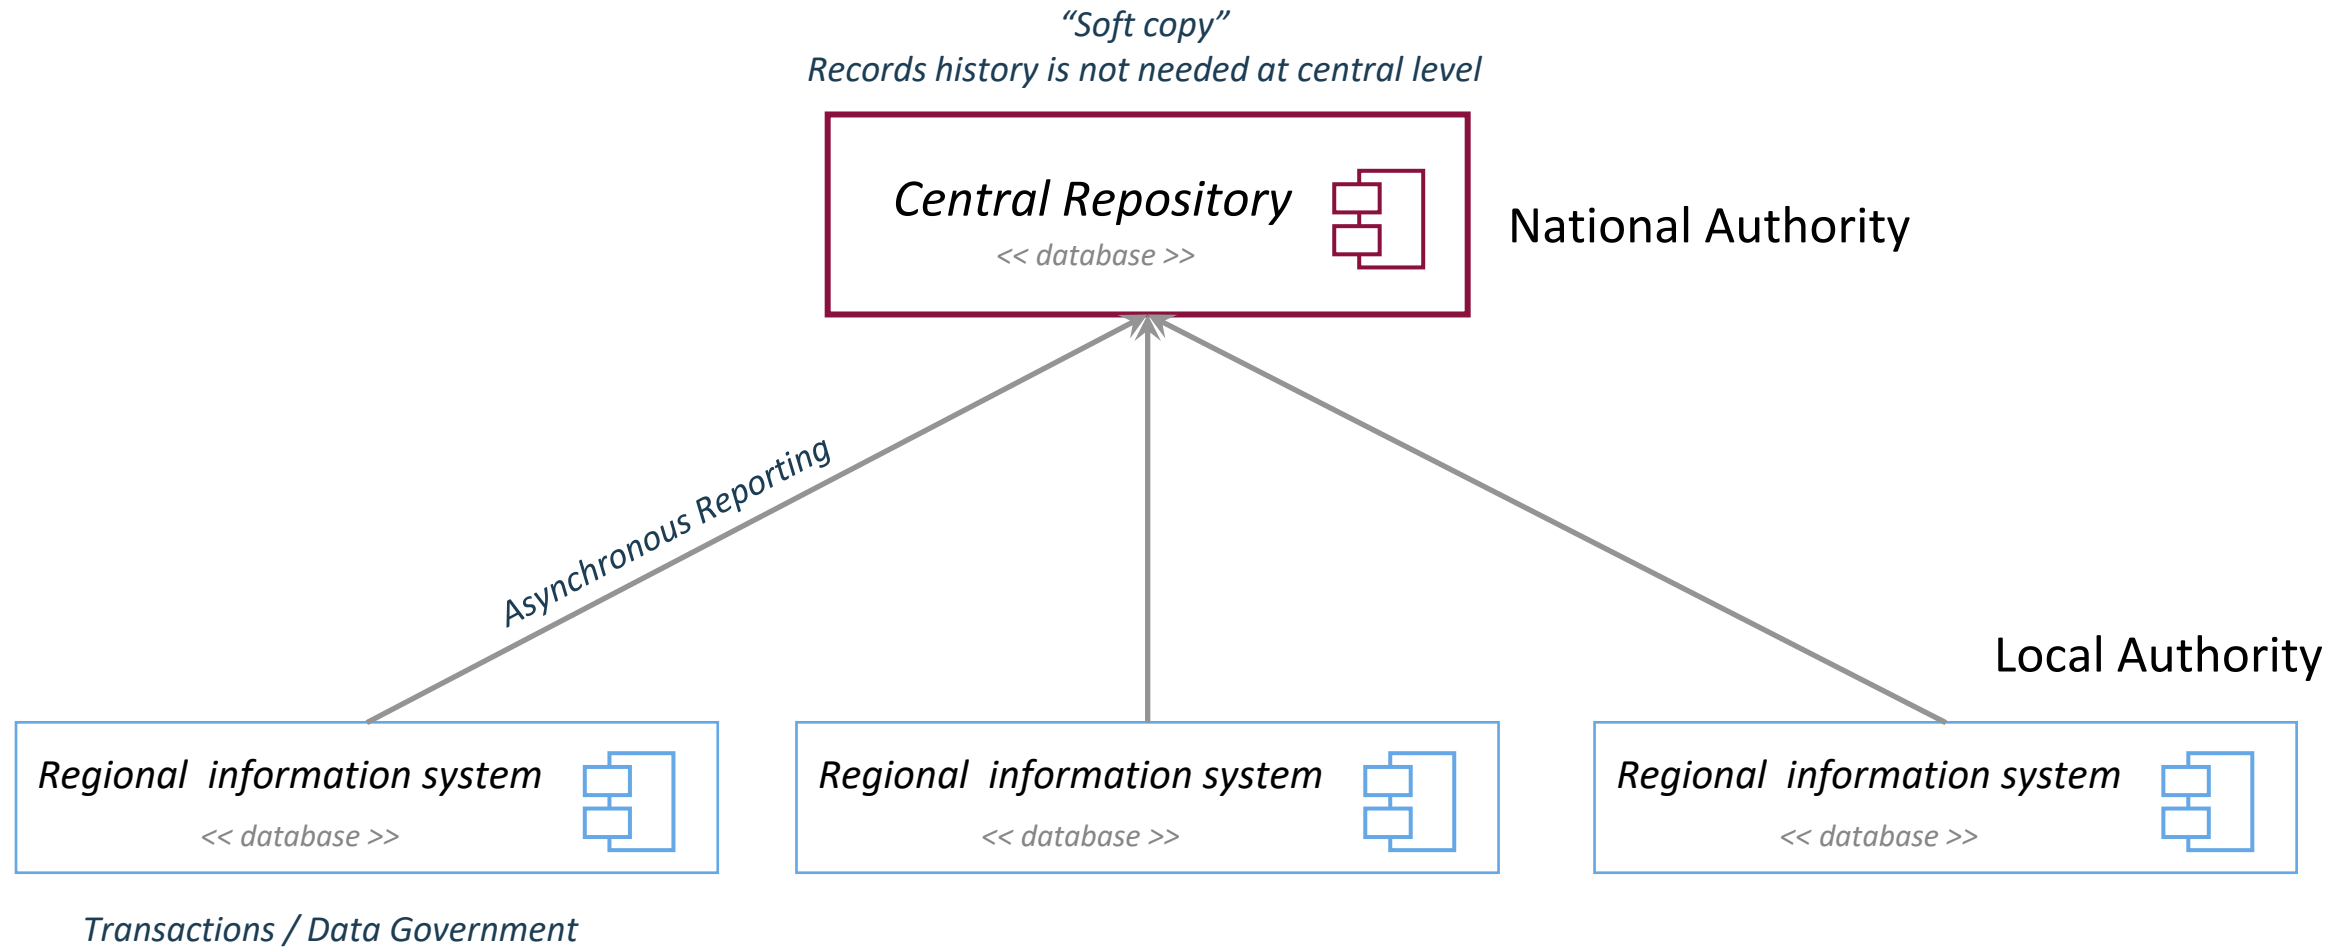 “Soft copy”
Records history is not needed at central level
Central Repository
<< database >>
National Authority
Asynchronous Reporting
Local Authority
Regional  information system
<< database >>
Regional  information system
<< database >>
Regional  information system
<< database >>
Transactions / Data Government